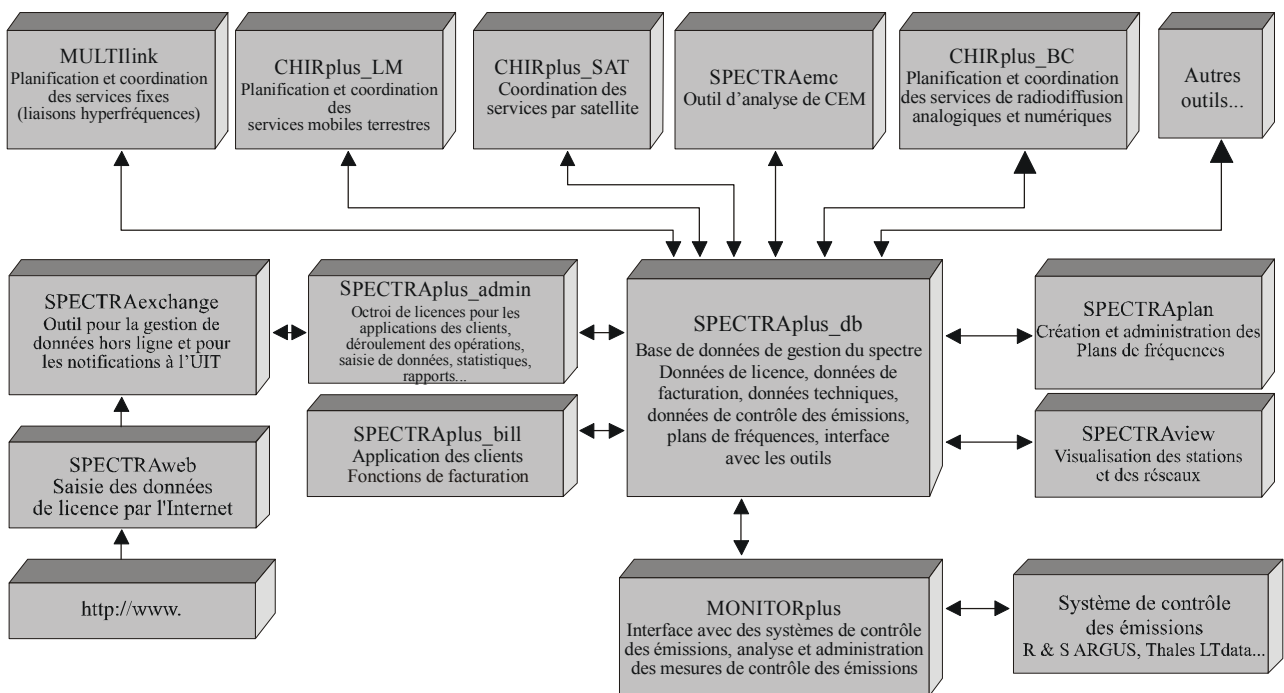 MULTIlink
Planification et coordination
des services fixes
(liaisons hyperfréquences)
CHIRplus_LM
Planification et coordination
des
services mobiles terrestres
CHIRplus_SAT
Coordination des
services par satellite
SPECTRAemc
Outil d'analyse de CEM
CHIRplus_BC
Planification et coordination
des services de radiodiffusion
analogiques et numériques
Autres
outils...
SPECTRAexchange
Outil pour la gestion de
données hors ligne et pour
les notifications à l'UIT
SPECTRAplus_admin
Octroi de licences pour les
applications des clients,
déroulement des opérations,
saisie de données, statistiques,
rapports...
SPECTRAplus_db
Base de données de gestion du spectre
Données de licence, données de
facturation, données techniques,
données de contrôle des émissions,
plans de fréquences, interface
avec les outils
SPECTRAplan
Création et administration des
Plans de fréquences
SPECTRAplus_bill
Application des clients
Fonctions de facturation
SPECTRAview
Visualisation des stations
et des réseaux
SPECTRAweb
Saisie des données
de licence par l'Internet
http://www.
MONITORplus
Interface avec des systèmes de contrôle
des émissions, analyse et administration
des mesures de contrôle des émissions
Système de contrôle
des émissions
R & S ARGUS, Thales LTdata...